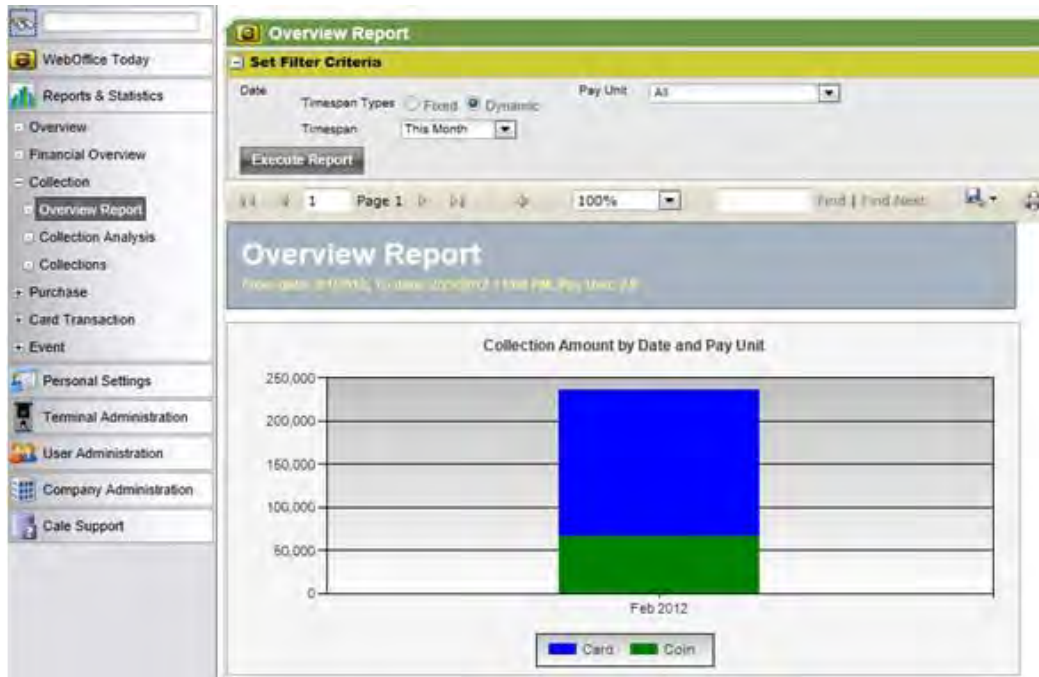 WebOffice Today
Reports & Statistics
Overview
Financial Overview
Collection
Overview Report
Collection Analysis
Collections
Purchase
Card Transaction
Event
Personal Settings
Terminal Administration
User Administration
Company Administration
Cale Support
Overview Report
Set Filter Criteria
Date
Timespan Types Fixed Dynamic
Pay Unit All
Timespan This Month
Execute Report
1 Page 1 100% Find | Find Next
Overview Report
Collection Amount by Date and Pay Unit
250,000
200,000
150,000
100,000
50,000
0
Feb 2012
Card Coin